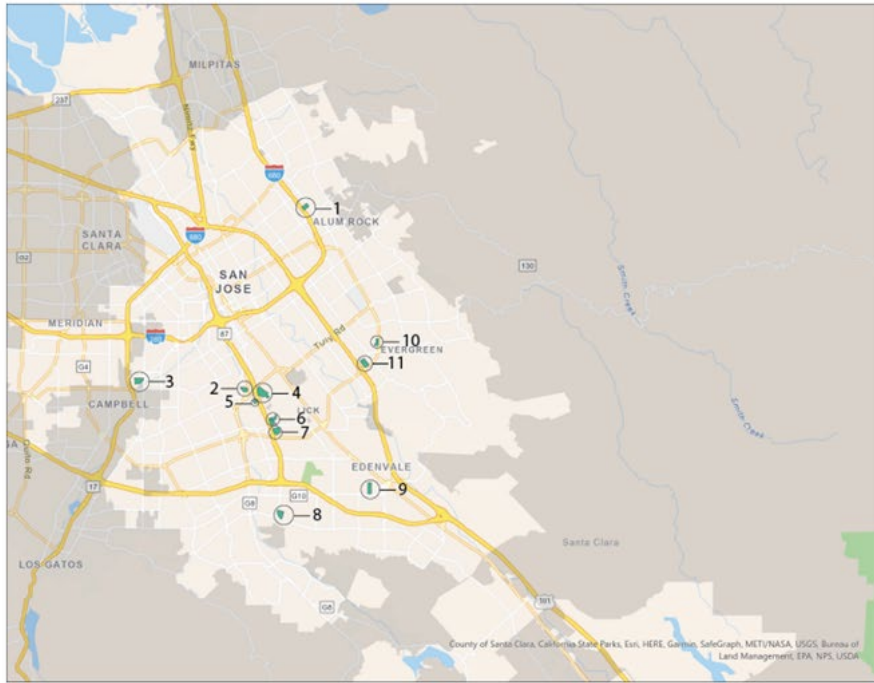 MILPITAS
237
Nimitz Fwy
680
1
ALUM ROCK
SANTA
CLARA
880
G2
SAN
JOSE
130
Smith Creek
MERIDIAN
87
280
Tully Rd
10
EVERGREEN
G4
11
3
2
4
CAMPBELL
5
LICK
6
7
Smith Creek
EDENVALE
17
G10
9
G8
8
Santa Clara
LOS GATOS
101
G8
County of Santa Clara, California State Parks, Esri, HERE, Garmin, SafeGraph, METI/NASA, USGS, Bureau of
Land Management, EPA, NPS, USDA